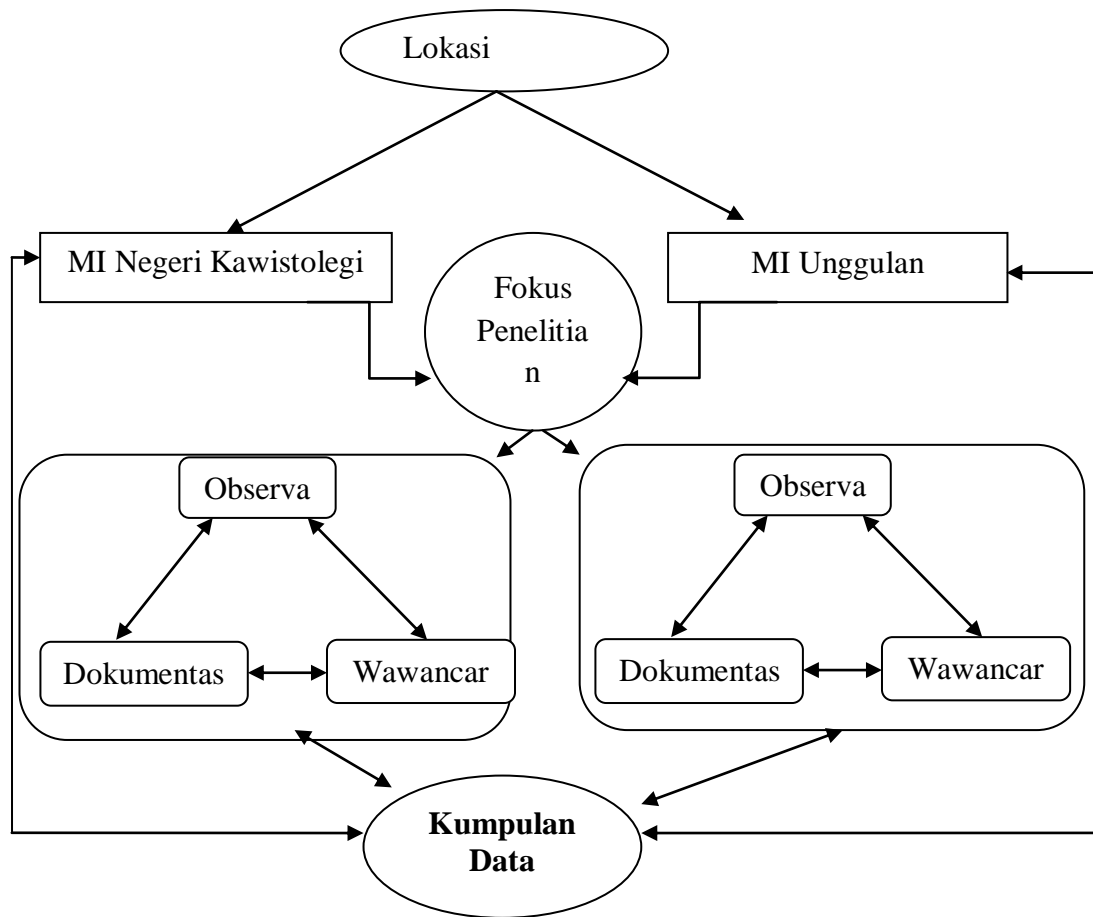 Lokasi
MI Negeri Kawistolegi
MI Unggulan
Fokus
Penelitia
n
Observa
Observa
Dokumentas
Wawancar
Dokumentas
Wawancar
Kumpulan
Data